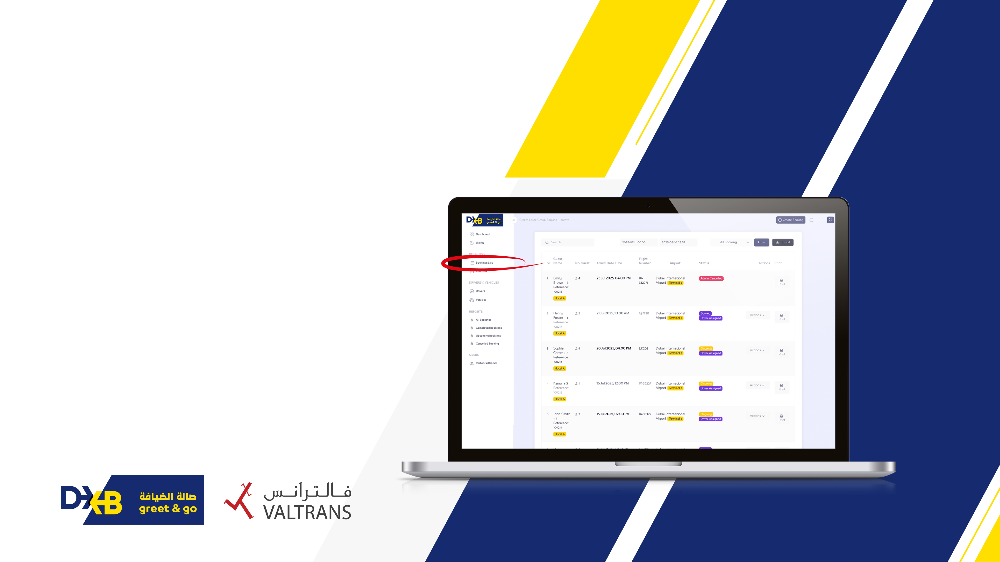 DXB
صالة الضيافة
greet & go
Create Large Group Booking - create
Create Booking
G
Dashboard
Wallet
BOOKINGS
Bookings List
Calendar
DRIVERS & VEHICLES
Drivers
Vehicles
REPORTS
All Bookings
Completed Bookings
Upcoming Bookings
Cancelled Booking
USERS
Partners/Branch
Search
2025-07-11 00:00
2025-08-10 23:59
All Booking
Filter
Export
Sl
Guest
Name
No. Guest
Arrival Date Time
Flight
Number
Airport
Status
Actions
Print
1
Emily
Brown + 3
Reference:
100213
Hotel A
4
25 Jul 2025, 04:00 PM
IX-
333271
Dubai International
Airport Terminal 3
Admin Cancelled
Print
2
Henry
Foster + 1
Reference:
100217
Hotel A
2
21 Jul 2025, 10:00 AM
QR728
Dubai International
Airport Terminal 3
Booked
Driver Assigned
Actions
Print
3
Sophia
Carter + 3
Reference:
100216
Hotel A
4
20 Jul 2025, 04:00 PM
EK202
Dubai International
Airport Terminal 3
Ongoing
Driver Assigned
Actions
Print
4
Kamal + 3
Reference:
100215
Hotel A
4
16 Jul 2025, 12:00 PM
IX-32227
Dubai International
Airport Terminal 3
Ongoing
Driver Assigned
Actions
Print
5
John Smith
+ 1
Reference:
100211
Hotel A
2
15 Jul 2025, 02:00 PM
IX-33327
Dubai International
Airport Terminal 3
Ongoing
Driver Assigned
Actions
Print
DXB
صالة الضيافة
greet & go
فالترانس
VALTRANS